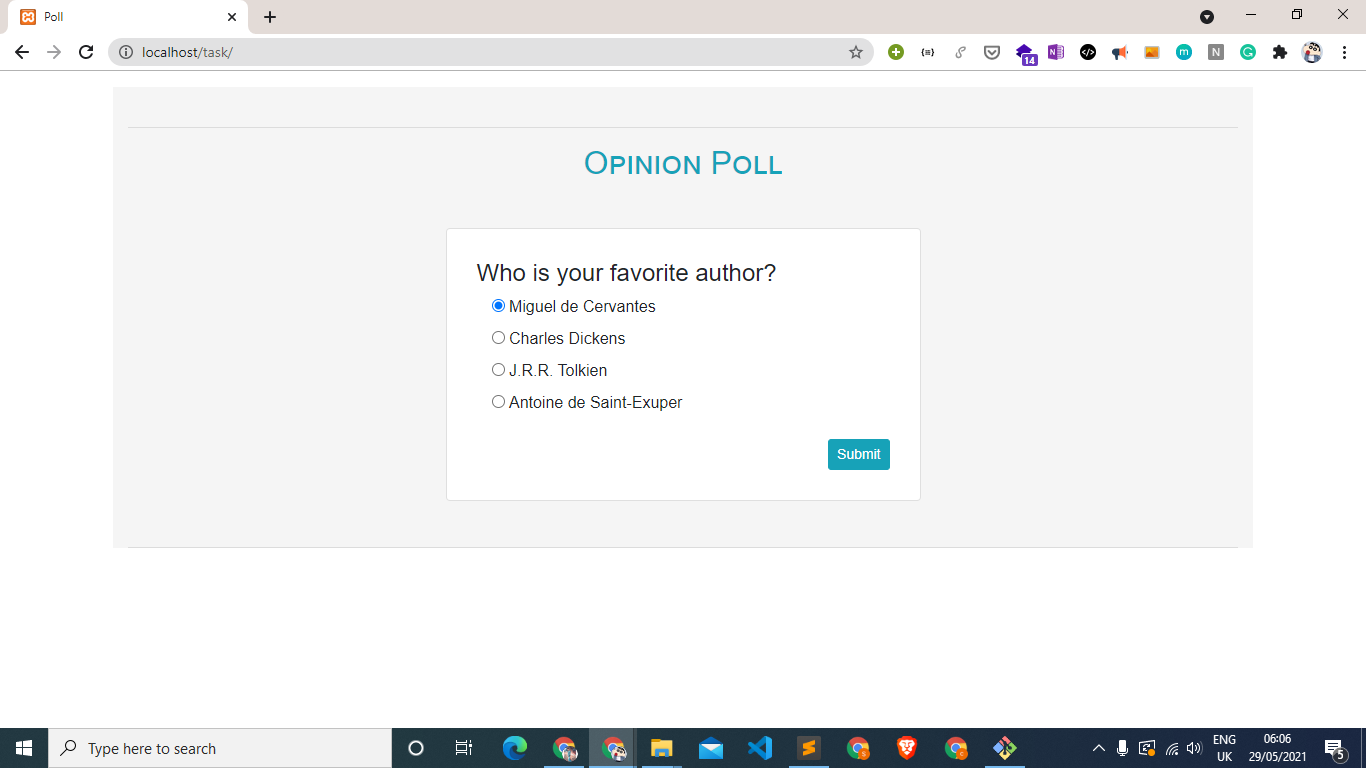 Poll
localhost/task/
14
N
m
N
G
Opinion Poll
Who is your favorite author?
Miguel de Cervantes
Charles Dickens
J.R.R. Tolkien
Antoine de Saint-Exuper
Submit
Type here to search
ENG
UK
06:06
29/05/2021
5